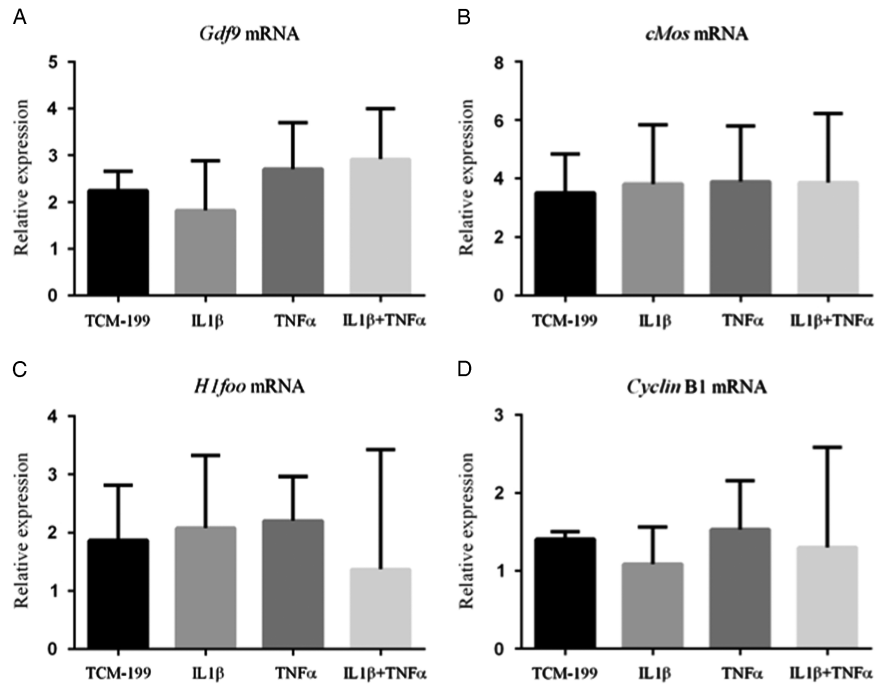 A
Gdf9 mRNA
Relative expression
5
4
3
2
1
0
TCM-199 IL1β TNFα IL1β+TNFα
B
cMos mRNA
Relative expression
8
6
4
2
0
TCM-199 IL1β TNFα IL1β+TNFα
C
H1foo mRNA
Relative expression
4
3
2
1
0
TCM-199 IL1β TNFα IL1β+TNFα
D
Cyclin B1 mRNA
Relative expression
3
2
1
0
TCM-199 IL1β TNFα IL1β+TNFα